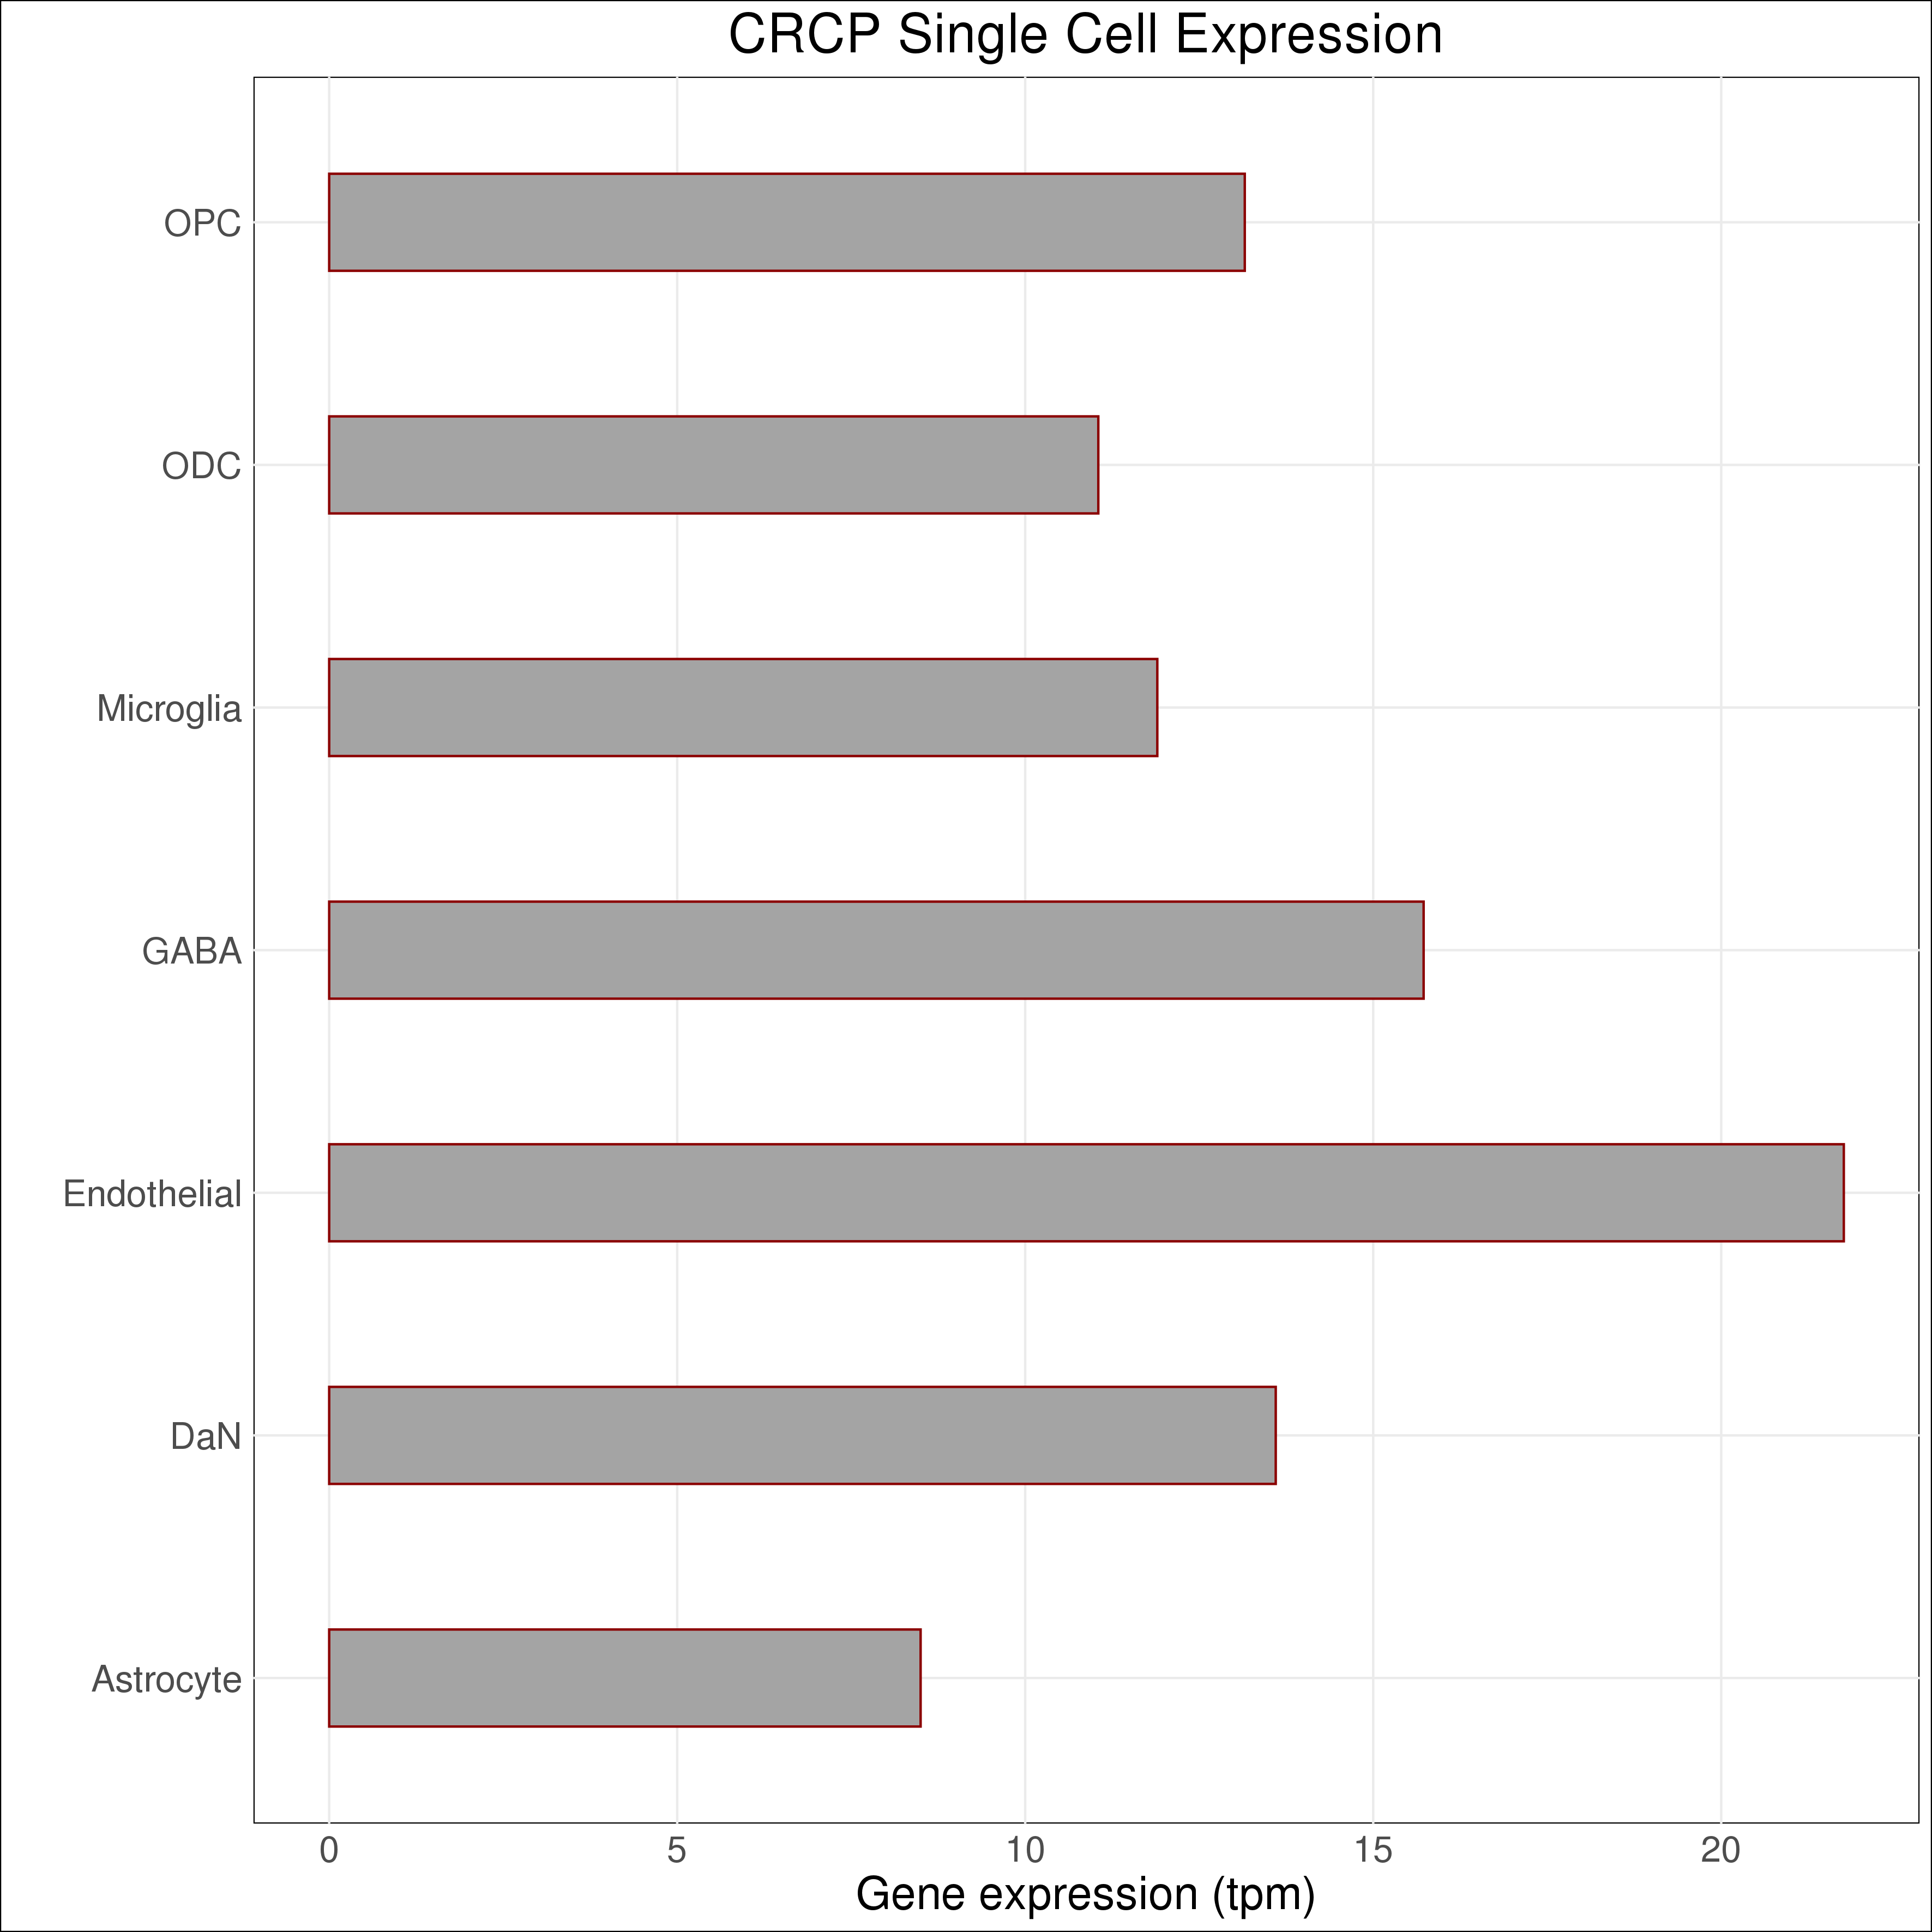 CRCP Single Cell Expression
OPC
ODC
Microglia
GABA
Endothelial
DaN
Astrocyte
0 5 10 15 20
Gene expression (tpm)